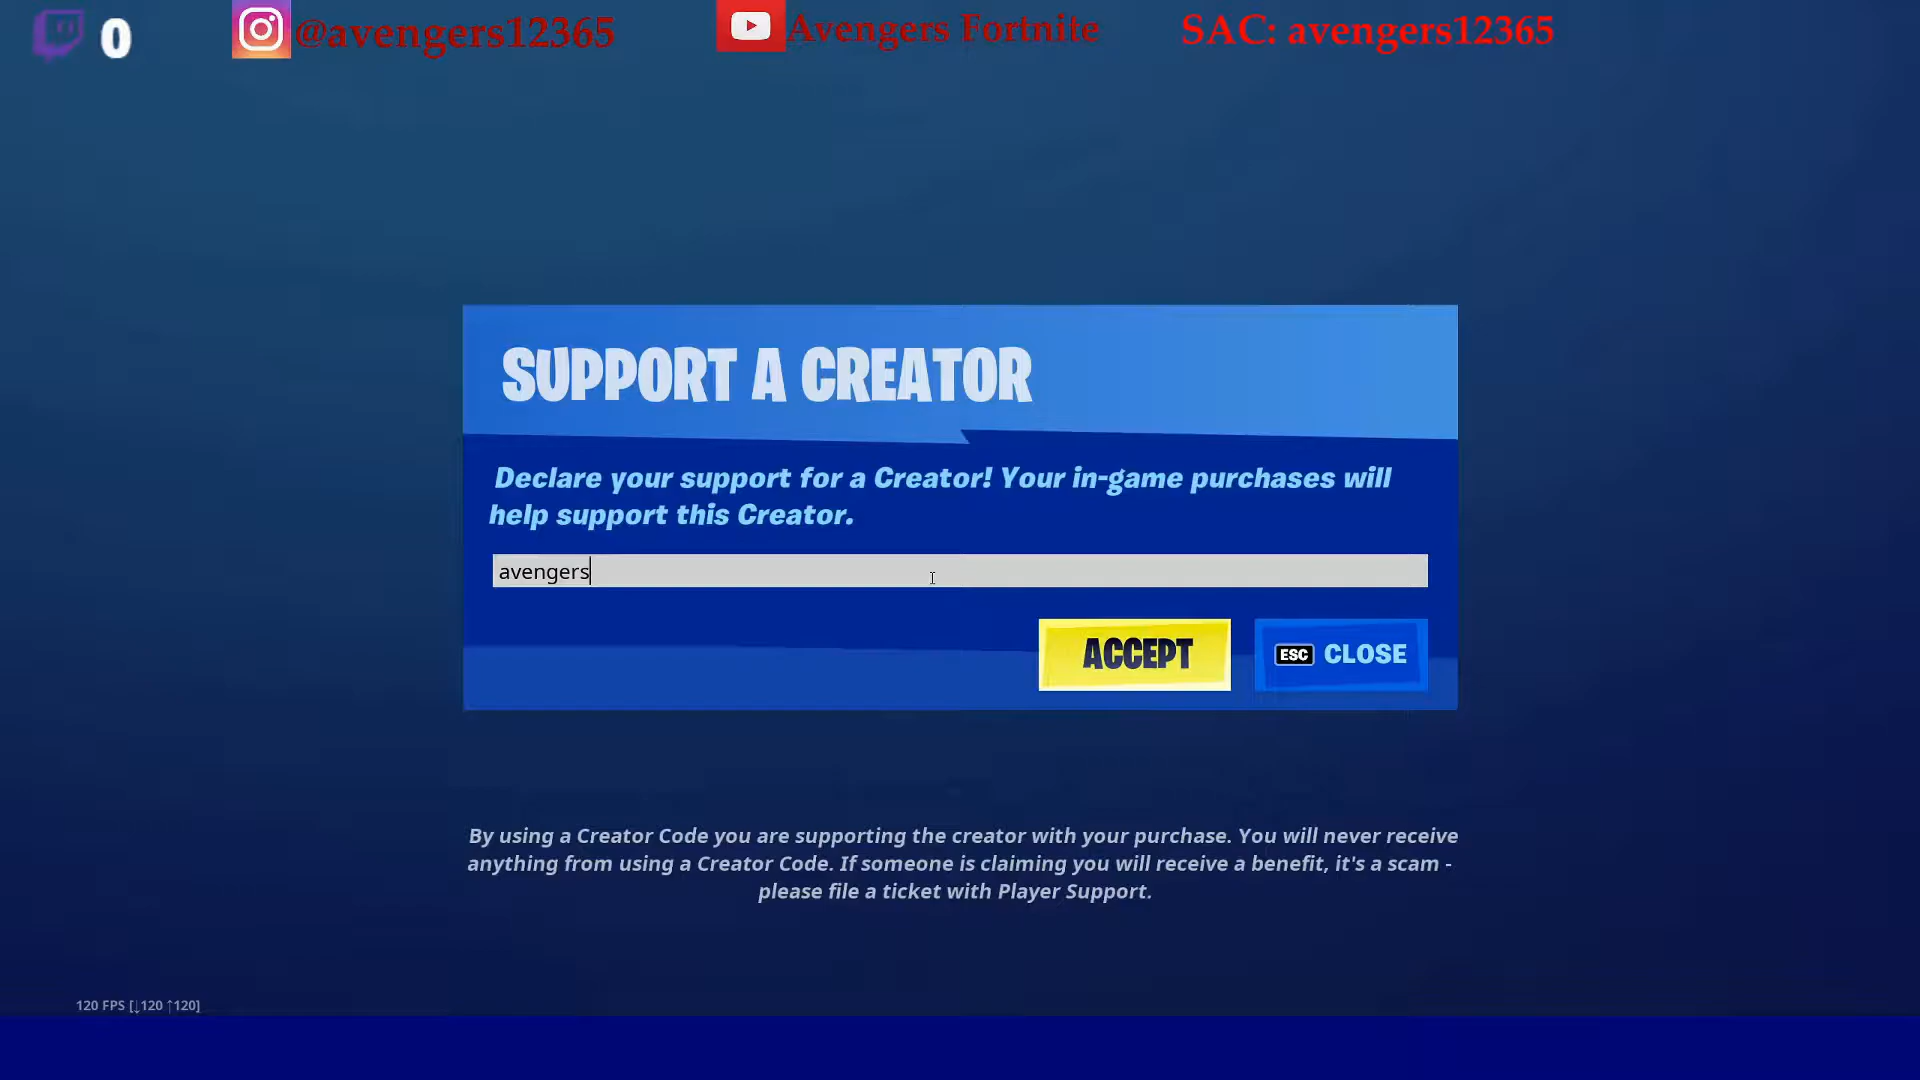 0 @avengers12365 Avengers Fortnite SAC: avengers12365
SUPPORT A CREATOR
Declare your support for a Creator! Your in-game purchases will
help support this Creator.
avengers
ACCEPT
ESC CLOSE
By using a Creator Code you are supporting the creator with your purchase. You will never receive
anything from using a Creator Code. If someone is claiming you will receive a benefit, it's a scam -
please file a ticket with Player Support.
120 FPS [↓120 ↑120]